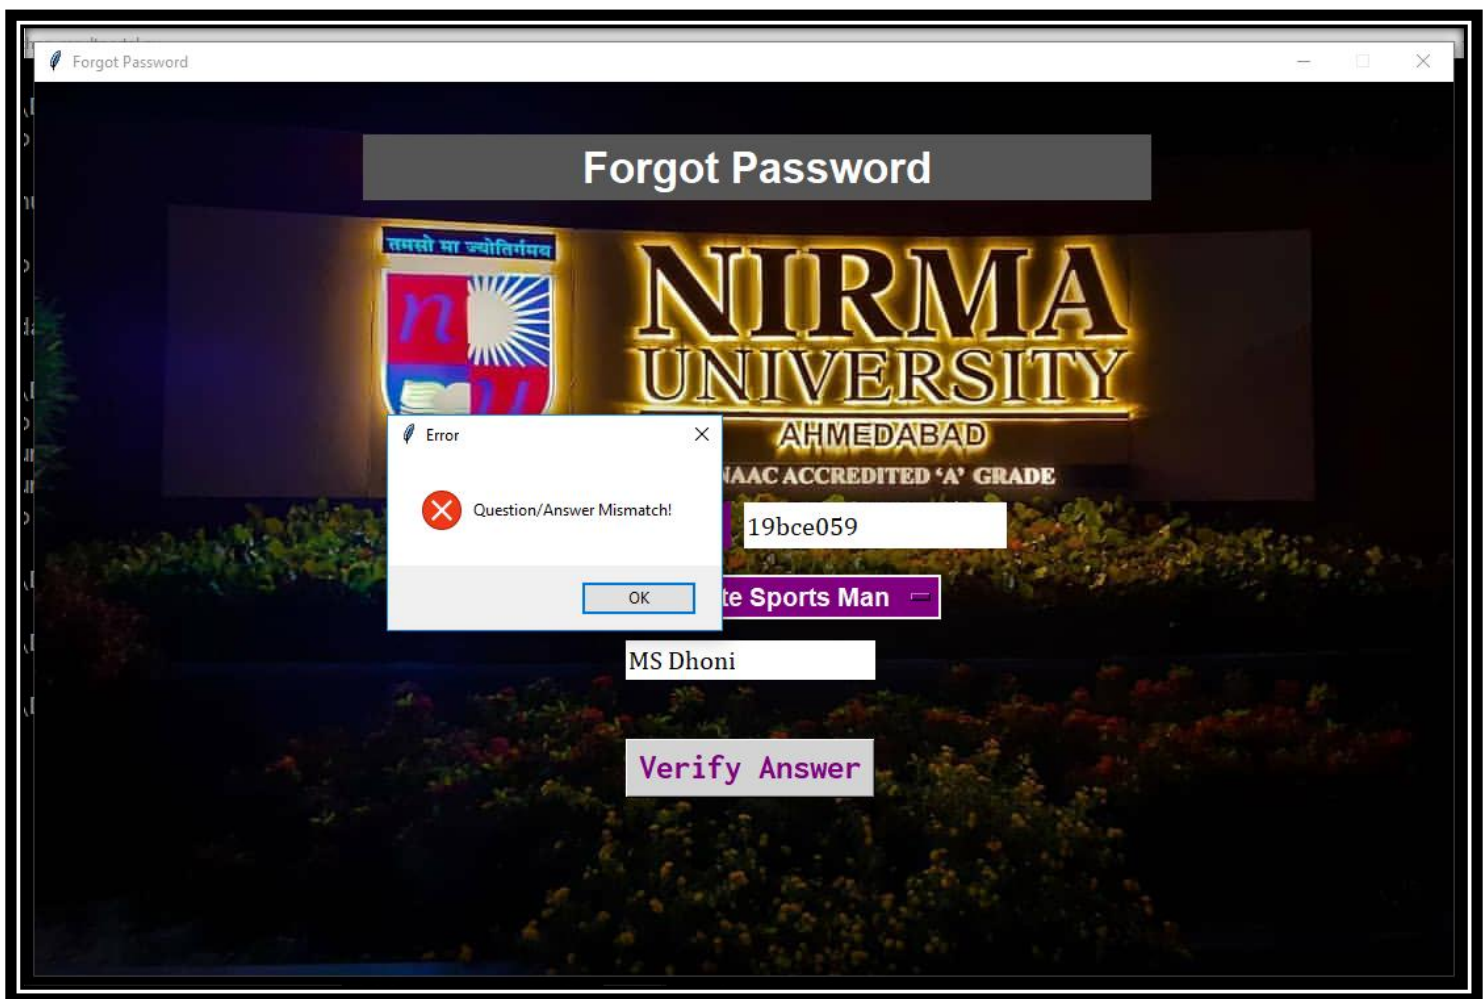 Forgot Password
Forgot Password
तमसो मा ज्योतिर्गमय
n
u
NIRMA
UNIVERSITY
AHMEDABAD
NAAC ACCREDITED ‘A’ GRADE
Error
Question/Answer Mismatch!
OK
19bce059
te Sports Man
MS Dhoni
Verify Answer